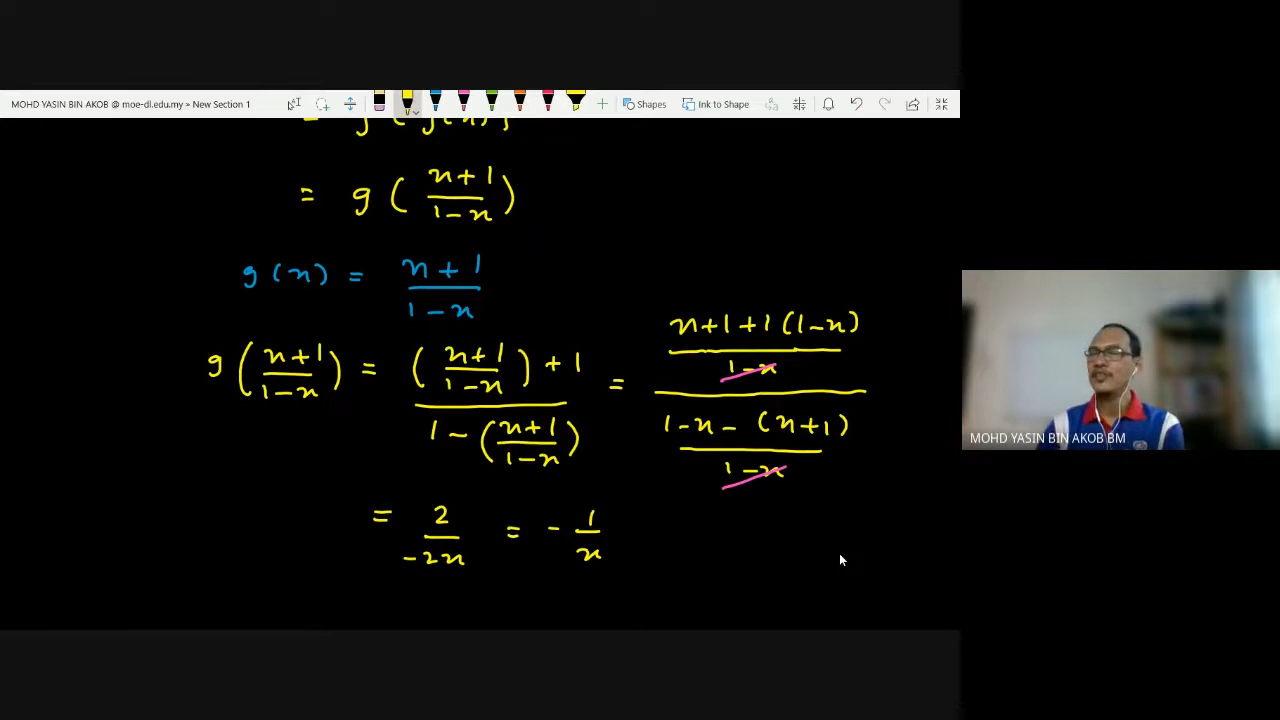 MOHD YASIN BIN AKOB @ moe-dl.edu.my » New Section 1
Shapes
Ink to Shape
= g ( (x+1)/(1-x) )
g(x) = (x+1)/(1-x)
g((x+1)/(1-x)) = (((x+1)/(1-x)) + 1)/(1 - ((x+1)/(1-x))) = ((x+1+1(1-x))/(1-x))/((1-x-(x+1))/(1-x))
= 2/(-2x) = - 1/x
MOHD YASIN BIN AKOB BM